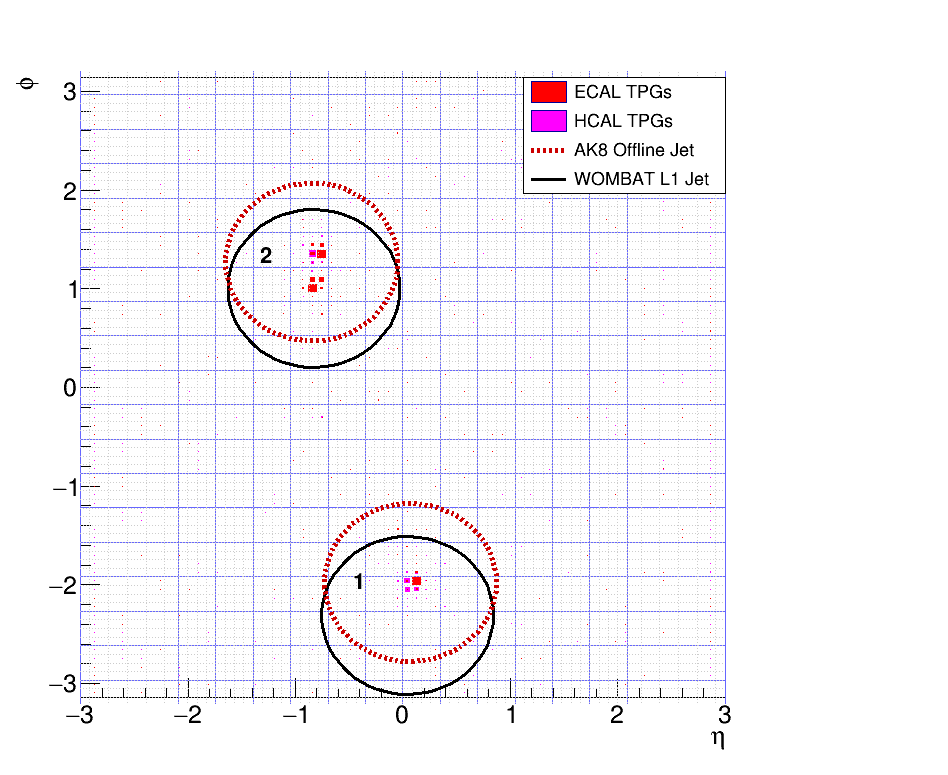 φ
3
2
1
0
−1
−2
−3
ECAL TPGs
HCAL TPGs
AK8 Offline Jet
WOMBAT L1 Jet
2
1
−3 −2 −1 0 1 2 3
η